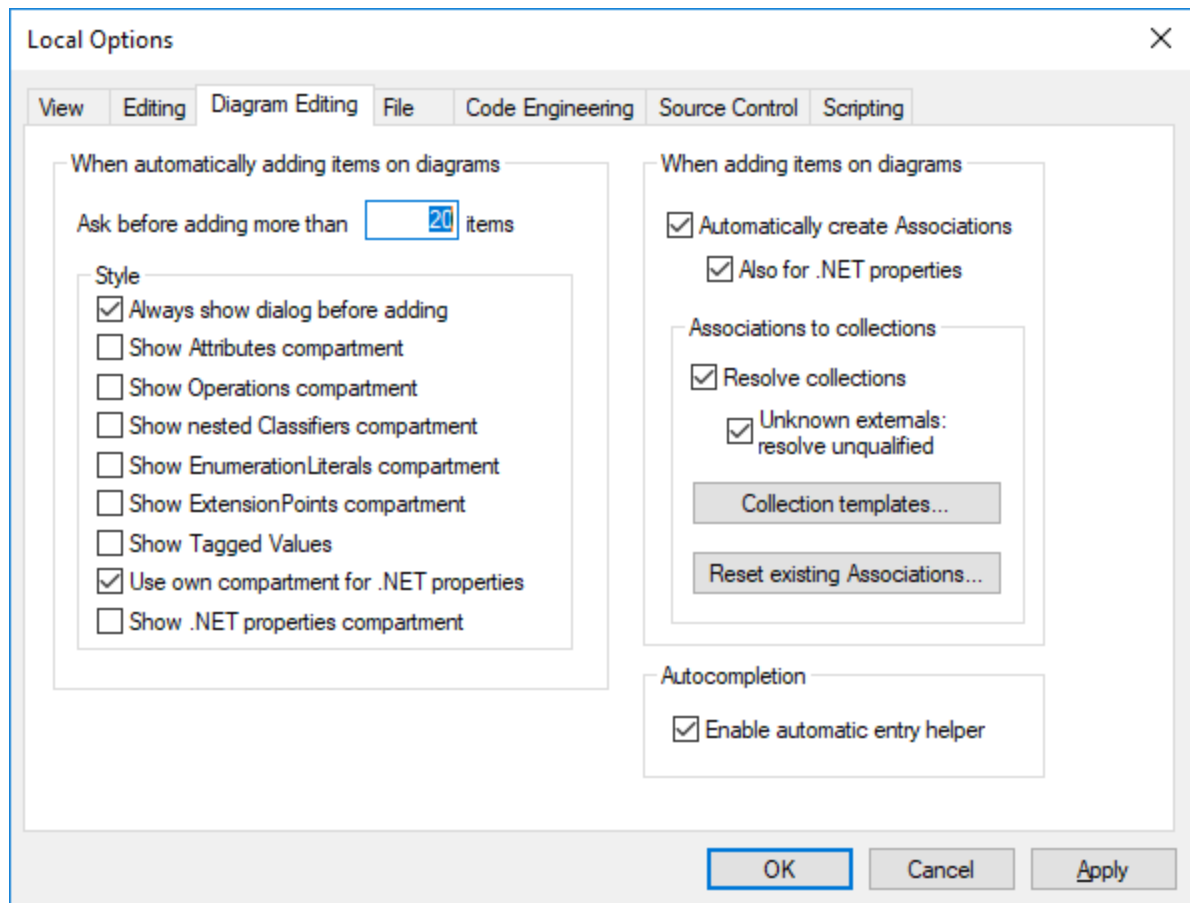 Local Options
View Editing Diagram Editing File Code Engineering Source Control Scripting
When automatically adding items on diagrams
Ask before adding more than 20 items
Style
Always show dialog before adding
Show Attributes compartment
Show Operations compartment
Show nested Classifiers compartment
Show EnumerationLiterals compartment
Show ExtensionPoints compartment
Show Tagged Values
Use own compartment for .NET properties
Show .NET properties compartment
When adding items on diagrams
Automatically create Associations
Also for .NET properties
Associations to collections
Resolve collections
Unknown externals:
resolve unqualified
Collection templates...
Reset existing Associations...
Autocompletion
Enable automatic entry helper
OK Cancel Apply